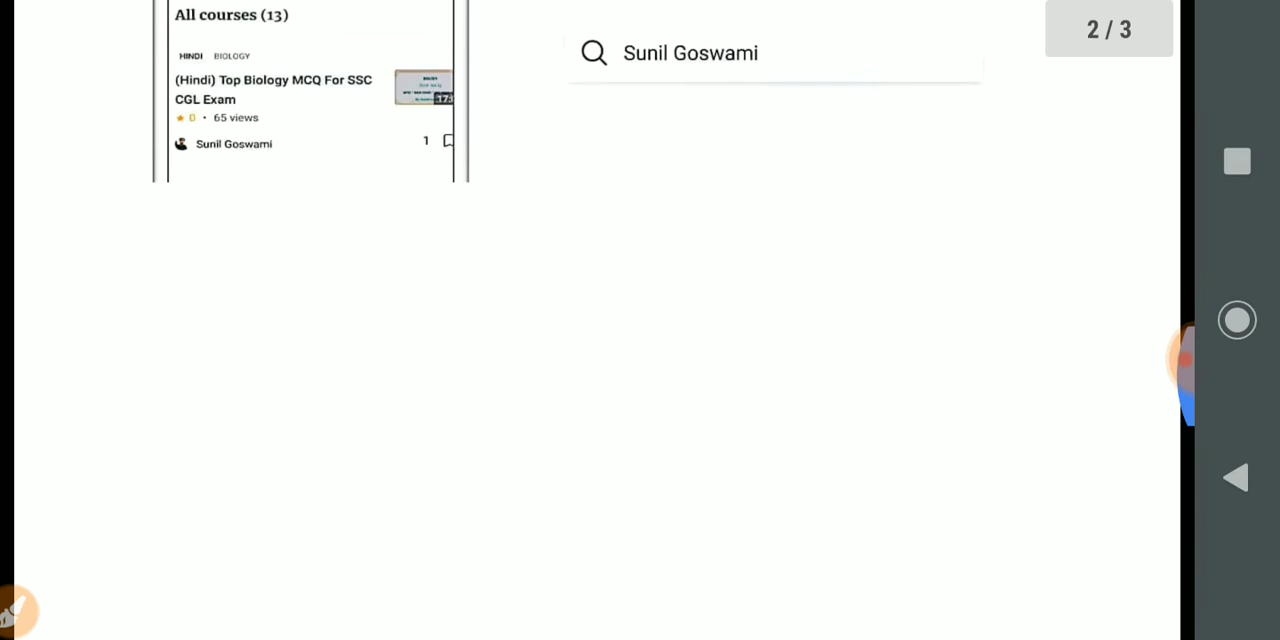 All courses (13)
HINDI BIOLOGY
(Hindi) Top Biology MCQ For SSC
CGL Exam
0 • 65 views
Sunil Goswami
1
Sunil Goswami
2 / 3